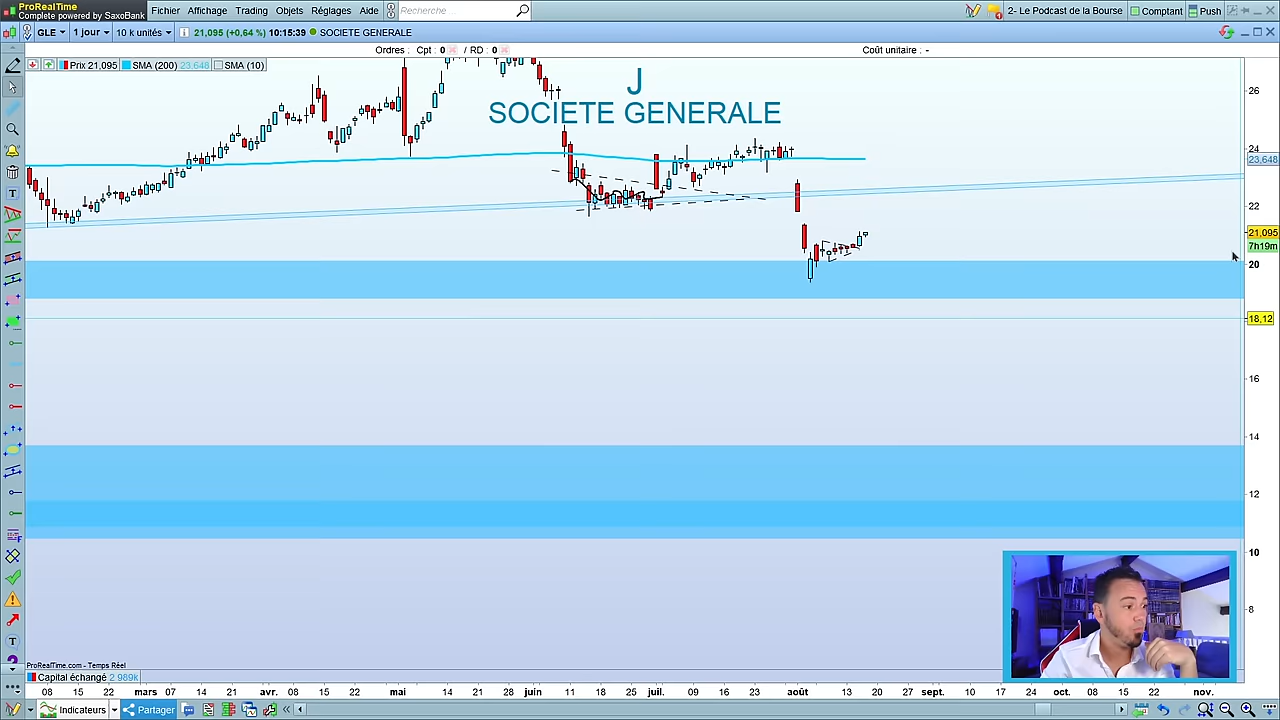 ProRealTime
Complete powered by SaxoBank
Fichier Affichage Trading Objets Réglages Aide Recherche
2- Le Podcast de la Bourse Comptant Push
GLE 1 jour 10 k unités 21,095 (+0,64 %) 10:15:39 SOCIETE GENERALE
Ordres : Cpt : 0 / RD : 0 Coût unitaire : -
Prix 21.095 SMA (200) 23.648 SMA (10)
J
SOCIETE GENERALE
26
24
23,648
22
21,095
7h19m
20
18,12
16
14
12
10
8
ProRealTime.com - Temps Réel
Capital échangé 2 989k
08 15 22 mars 07 14 21 avr. 08 15 22 mai 14 21 juin 11 18 juil. 09 16 23 août 13 20 27 sept. 10 17 24 oct. 08 15 22 nov.
Indicateurs Partager